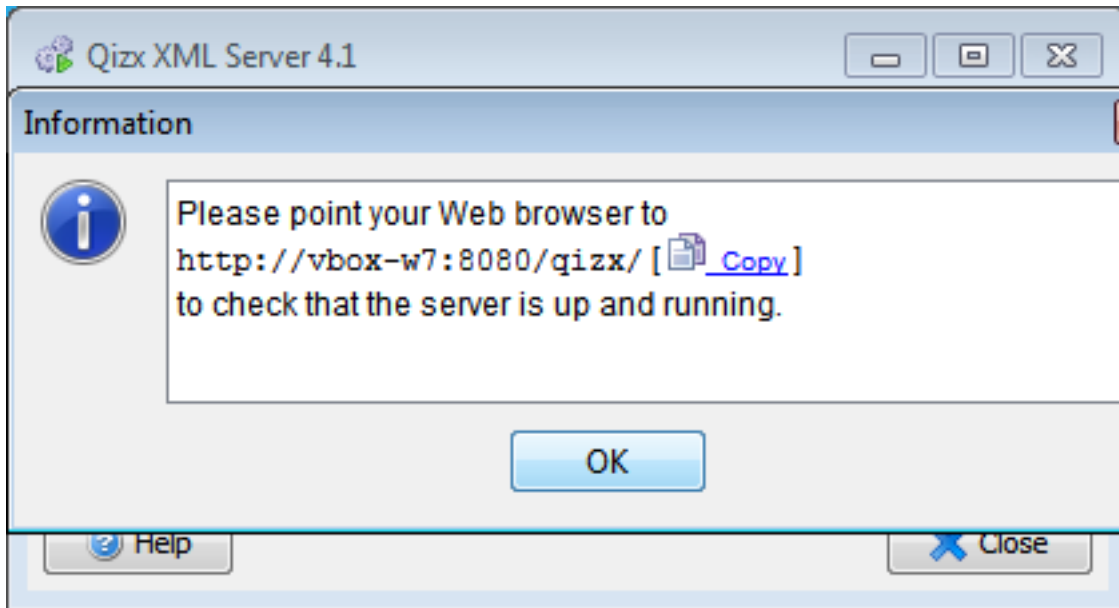 Qizx XML Server 4.1
Information
Please point your Web browser to
http://vbox-w7:8080/qizx/ [ Copy]
to check that the server is up and running.
OK
Help Close